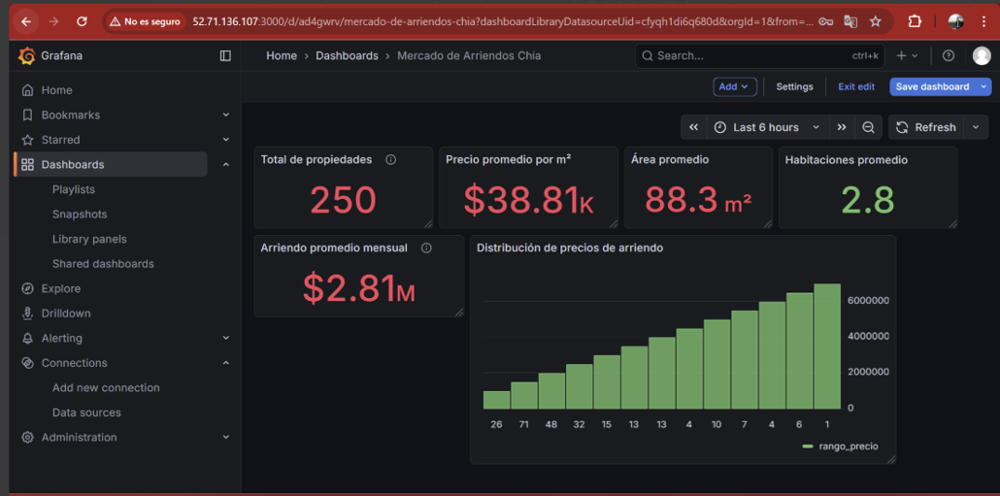 No es seguro
52.71.136.107:3000/d/ad4gwrv/mercado-de-arriendos-chia?dashboardLibraryDatasourceUid=cfyqh1di6q680d&orgId=1&from=...
Grafana
Home › Dashboards › Mercado de Arriendos Chía
Search... ctrl+k
Add
Settings
Exit edit
Save dashboard
Last 6 hours
Refresh
Home
Bookmarks
Starred
Dashboards
Playlists
Snapshots
Library panels
Shared dashboards
Explore
Drilldown
Alerting
Connections
Add new connection
Data sources
Administration
Total de propiedades
250
Precio promedio por m²
$38.81K
Área promedio
88.3 m²
Habitaciones promedio
2.8
Arriendo promedio mensual
$2.81M
Distribución de precios de arriendo
6000000
4000000
2000000
0
26 71 48 32 15 13 13 4 10 7 4 6 1
rango_precio